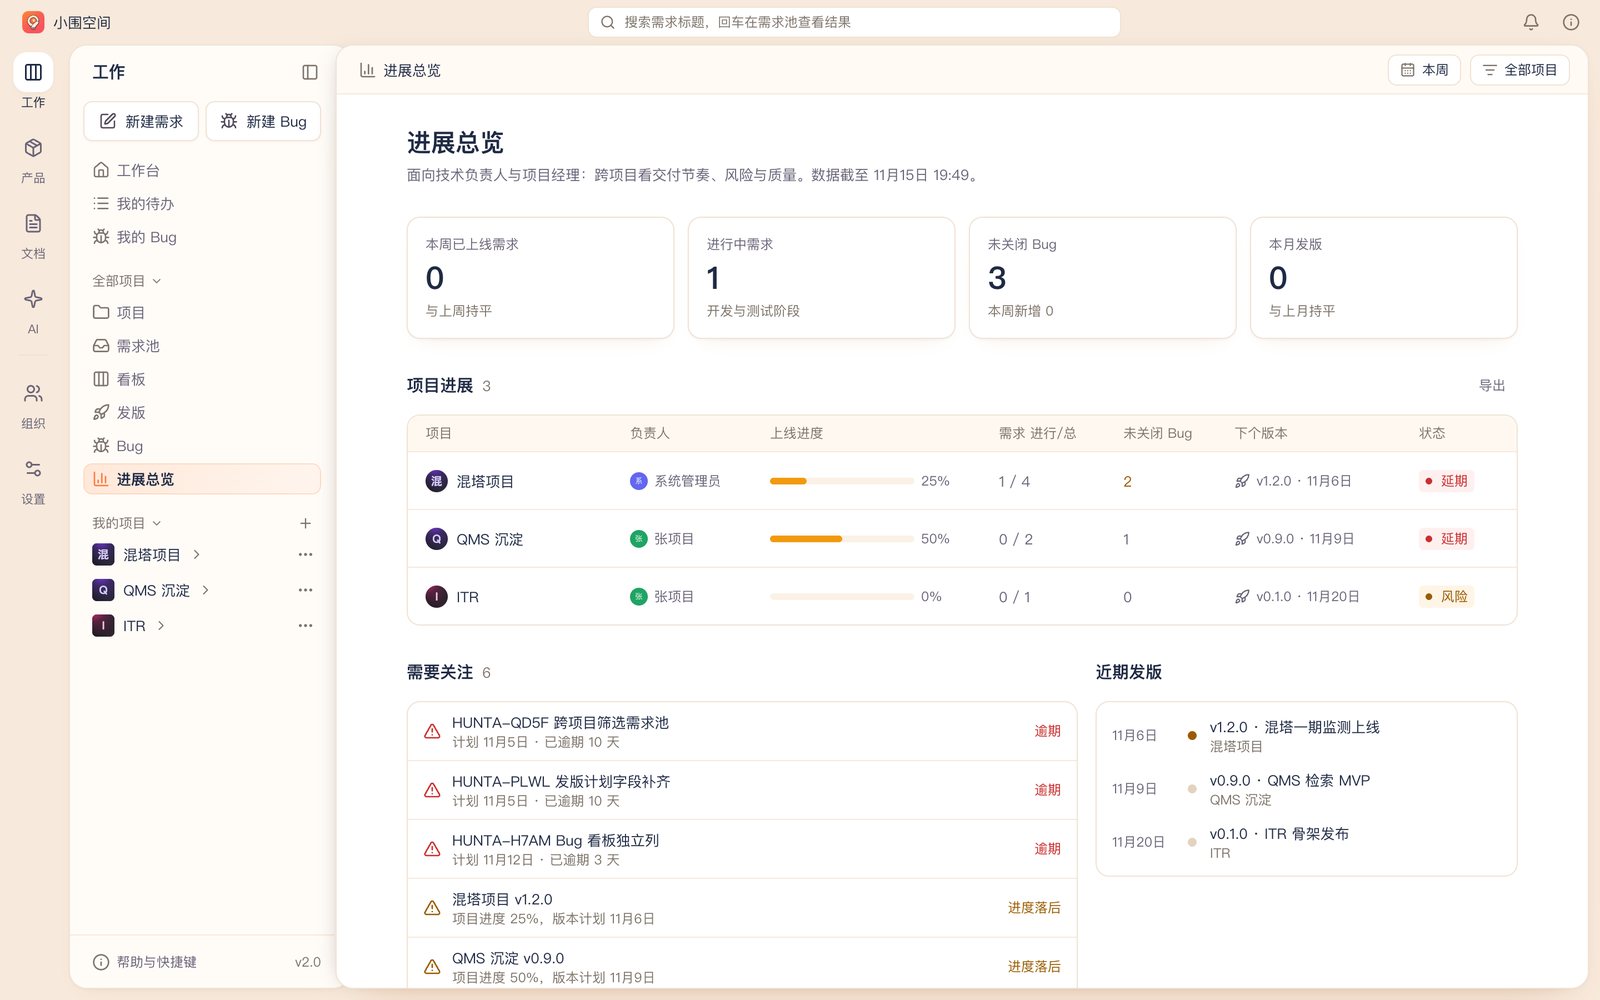 小围空间
搜索需求标题，回车在需求池查看结果
工作
产品
文档
AI
组织
设置
工作
新建需求
新建 Bug
工作台
我的待办
我的 Bug
全部项目
项目
需求池
看板
发版
Bug
进展总览
我的项目
混 混塔项目
Q QMS 沉淀
I ITR
帮助与快捷键 v2.0
进展总览
本周
全部项目
进展总览
面向技术负责人与项目经理：跨项目看交付节奏、风险与质量。数据截至 11月15日 19:49。
本周已上线需求
0
与上周持平
进行中需求
1
开发与测试阶段
未关闭 Bug
3
本周新增 0
本月发版
0
与上月持平
项目进展 3
导出
项目 负责人 上线进度 需求 进行/总 未关闭 Bug 下个版本 状态
混 混塔项目 系 系统管理员 25% 1 / 4 2 v1.2.0 · 11月6日 延期
Q QMS 沉淀 张 张项目 50% 0 / 2 1 v0.9.0 · 11月9日 延期
I ITR 张 张项目 0% 0 / 1 0 v0.1.0 · 11月20日 风险
需要关注 6
HUNTA-QD5F 跨项目筛选需求池
计划 11月5日 · 已逾期 10 天
逾期
HUNTA-PLWL 发版计划字段补齐
计划 11月5日 · 已逾期 10 天
逾期
HUNTA-H7AM Bug 看板独立列
计划 11月12日 · 已逾期 3 天
逾期
混塔项目 v1.2.0
项目进度 25%，版本计划 11月6日
进度落后
QMS 沉淀 v0.9.0
项目进度 50%，版本计划 11月9日
进度落后
近期发版
11月6日
v1.2.0 · 混塔一期监测上线
混塔项目
11月9日
v0.9.0 · QMS 检索 MVP
QMS 沉淀
11月20日
v0.1.0 · ITR 骨架发布
ITR